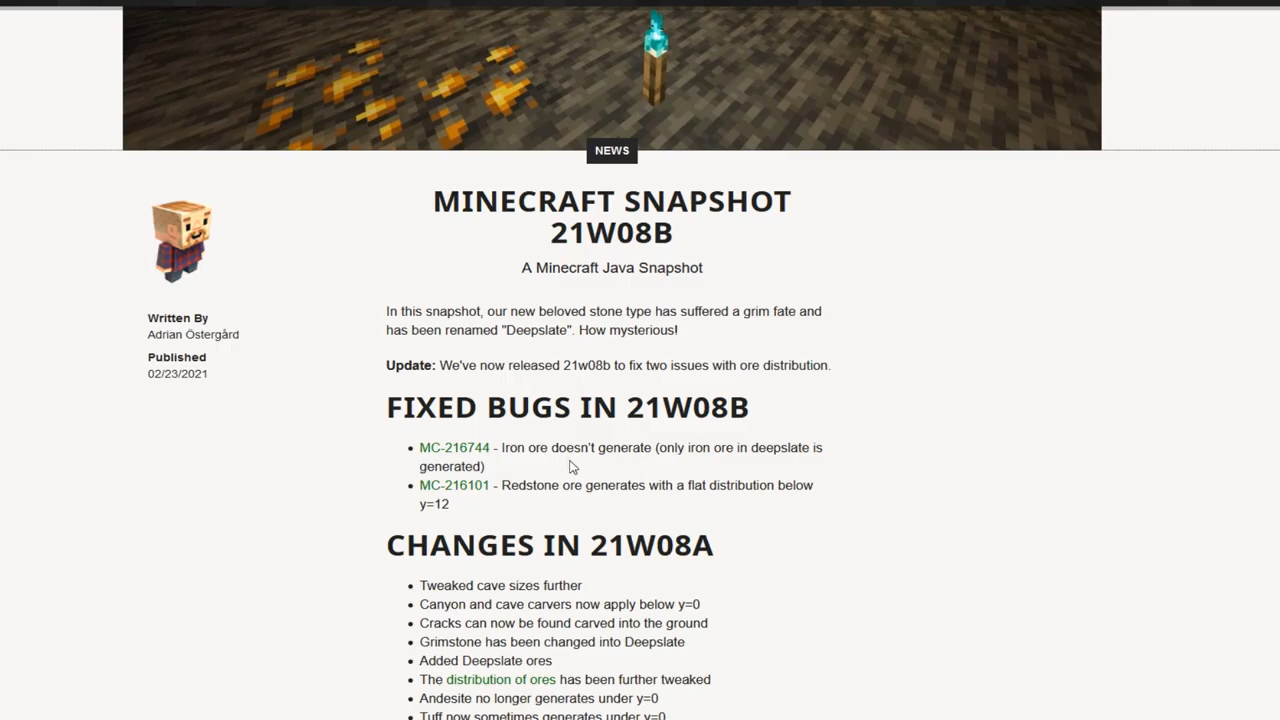 NEWS
MINECRAFT SNAPSHOT
21W08B
A Minecraft Java Snapshot
Written By
Adrian Östergård
Published
02/23/2021
In this snapshot, our new beloved stone type has suffered a grim fate and
has been renamed "Deepslate". How mysterious!
Update: We've now released 21w08b to fix two issues with ore distribution.
FIXED BUGS IN 21W08B
• MC-216744 - Iron ore doesn't generate (only iron ore in deepslate is
generated)
• MC-216101 - Redstone ore generates with a flat distribution below
y=12
CHANGES IN 21W08A
• Tweaked cave sizes further
• Canyon and cave carvers now apply below y=0
• Cracks can now be found carved into the ground
• Grimstone has been changed into Deepslate
• Added Deepslate ores
• The distribution of ores has been further tweaked
• Andesite no longer generates under y=0
• Tuff now sometimes generates under y=0